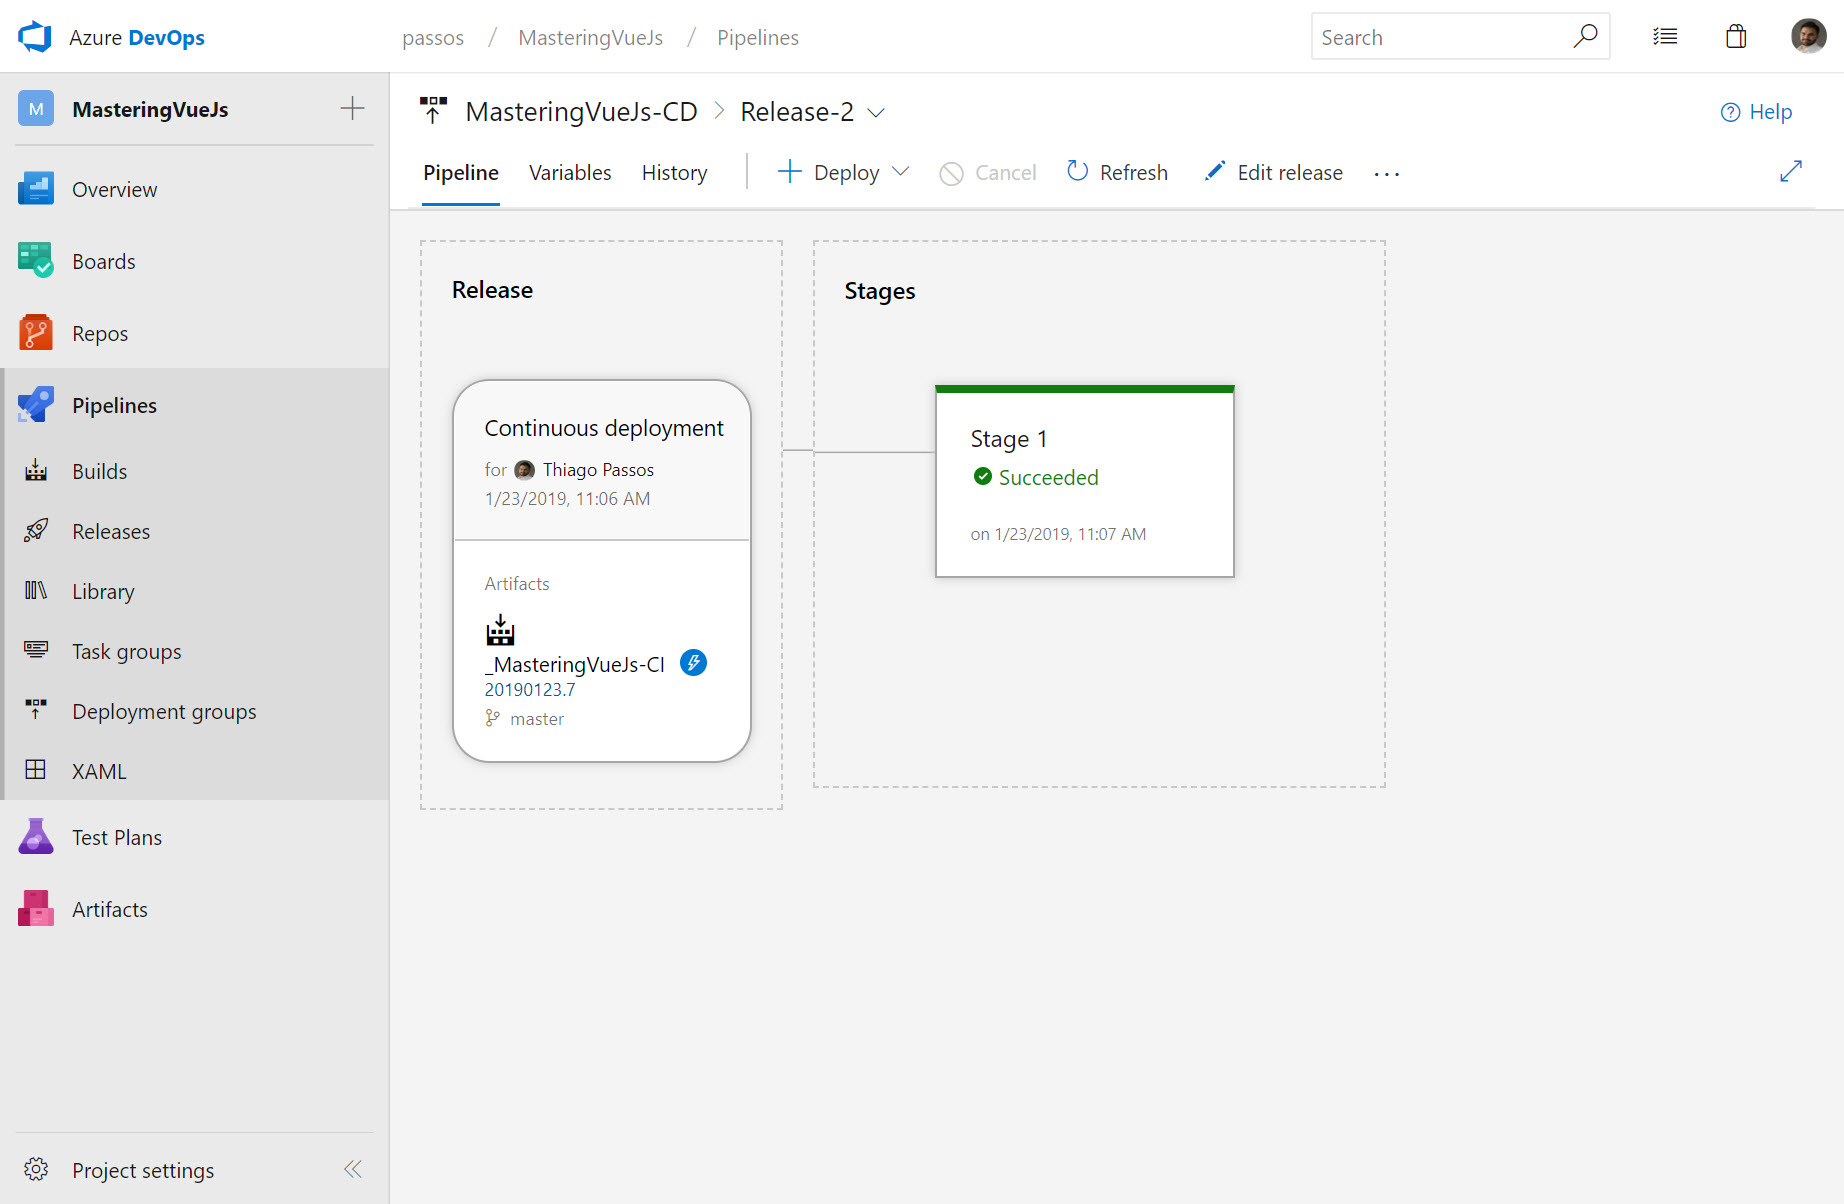 Azure DevOps
passos / MasteringVueJs / Pipelines
Search
M MasteringVueJs
Overview
Boards
Repos
Pipelines
Builds
Releases
Library
Task groups
Deployment groups
XAML
Test Plans
Artifacts
Project settings
MasteringVueJs-CD > Release-2
Help
Pipeline Variables History Deploy Cancel Refresh Edit release ...
Release
Continuous deployment
for Thiago Passos
1/23/2019, 11:06 AM
Artifacts
_MasteringVueJs-CI
20190123.7
master
Stages
Stage 1
Succeeded
on 1/23/2019, 11:07 AM